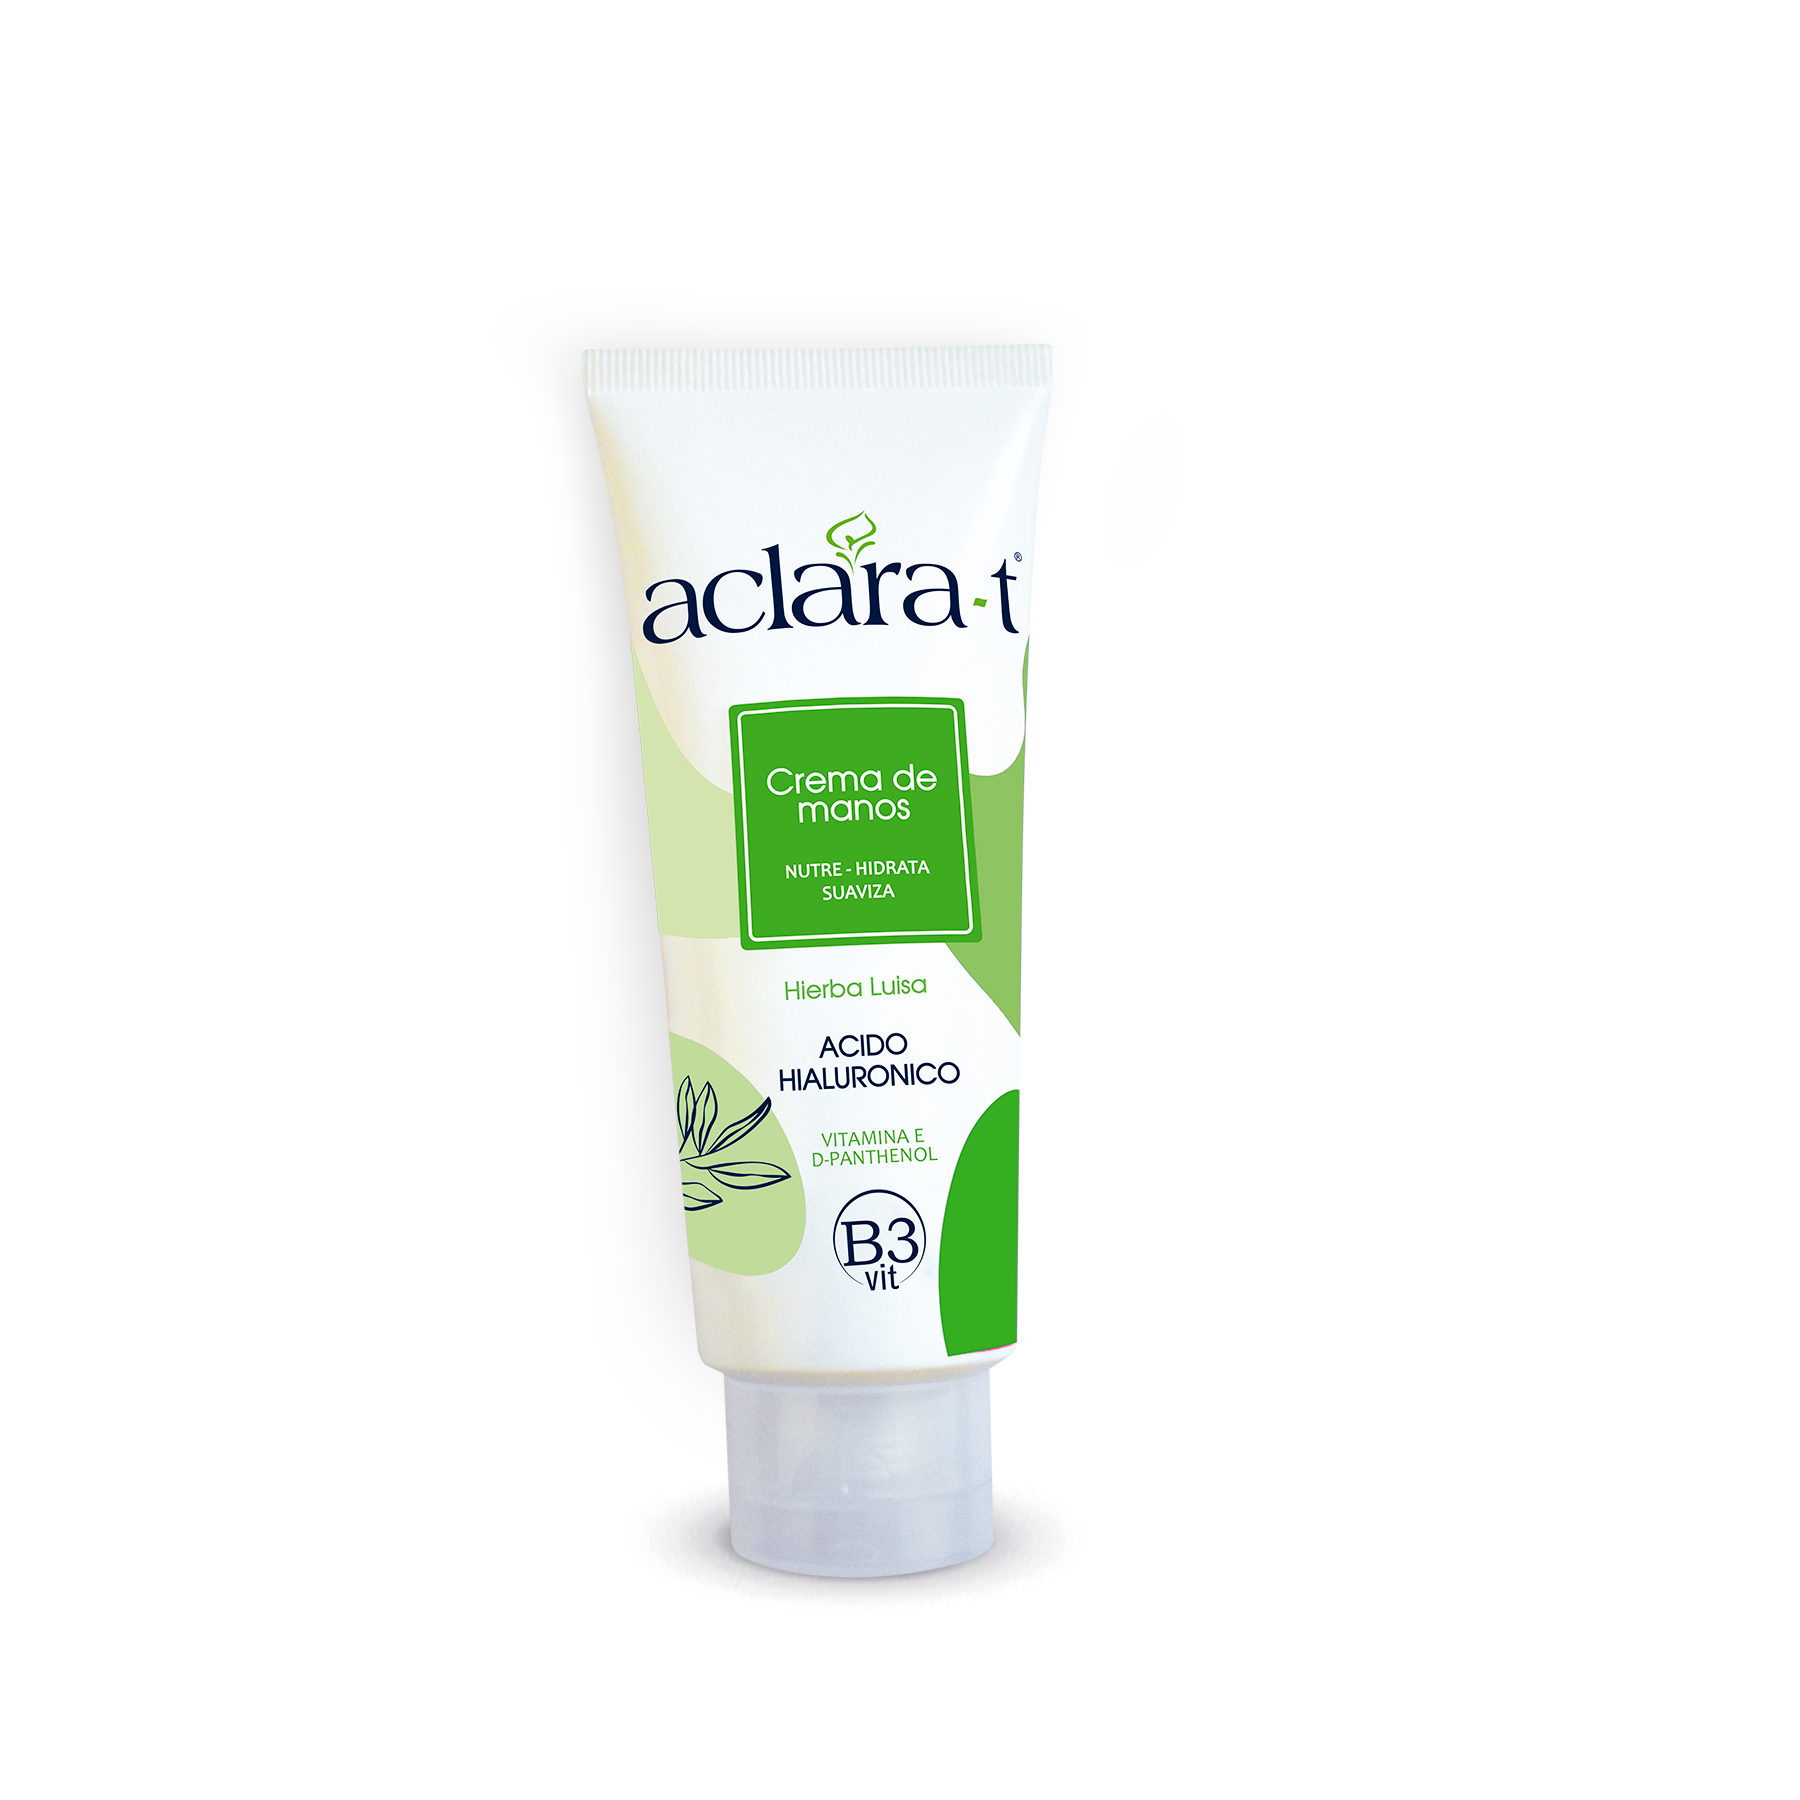 aclara-t®
Crema de
manos
NUTRE - HIDRATA
SUAVIZA
Hierba Luisa
ACIDO
HIALURONICO
VITAMINA E
D-PANTHENOL
B3
vit